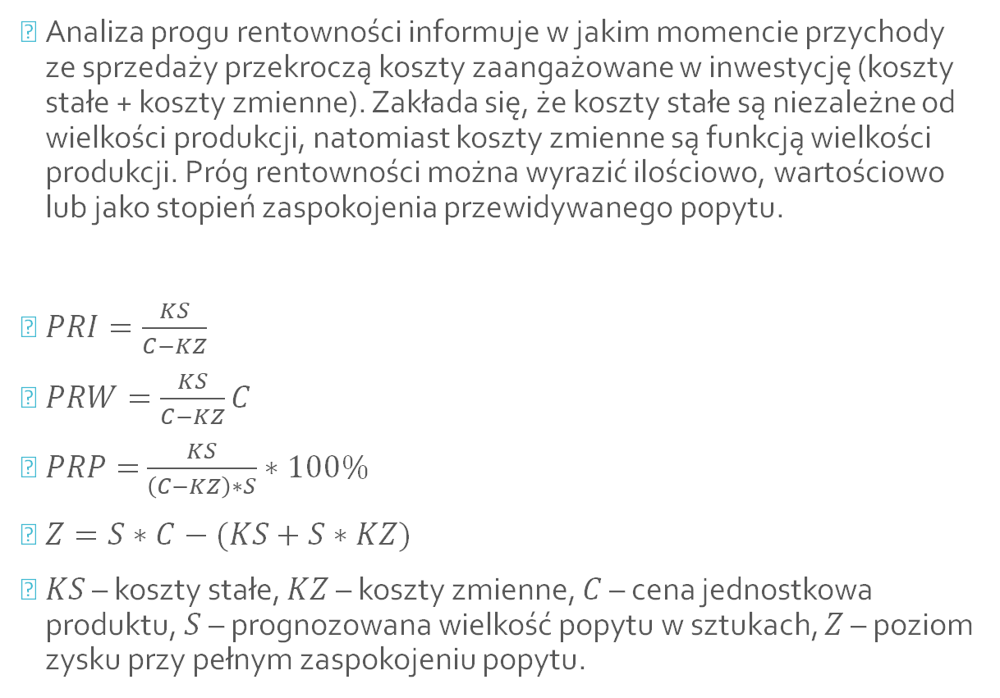 Analiza progu rentowności informuje w jakim momencie przychody
ze sprzedaży przekroczą koszty zaangażowane w inwestycję (koszty
stałe + koszty zmienne). Zakłada się, że koszty stałe są niezależne od
wielkości produkcji, natomiast koszty zmienne są funkcją wielkości
produkcji. Próg rentowności można wyrazić ilościowo, wartościowo
lub jako stopień zaspokojenia przewidywanego popytu.
PRI = \frac{KS}{C-KZ}
PRW = \frac{KS}{C-KZ} C
PRP = \frac{KS}{(C-KZ)*S} * 100%
Z = S * C − (KS + S * KZ)
KS – koszty stałe, KZ – koszty zmienne, C – cena jednostkowa
produktu, S – prognozowana wielkość popytu w sztukach, Z – poziom
zysku przy pełnym zaspokojeniu popytu.